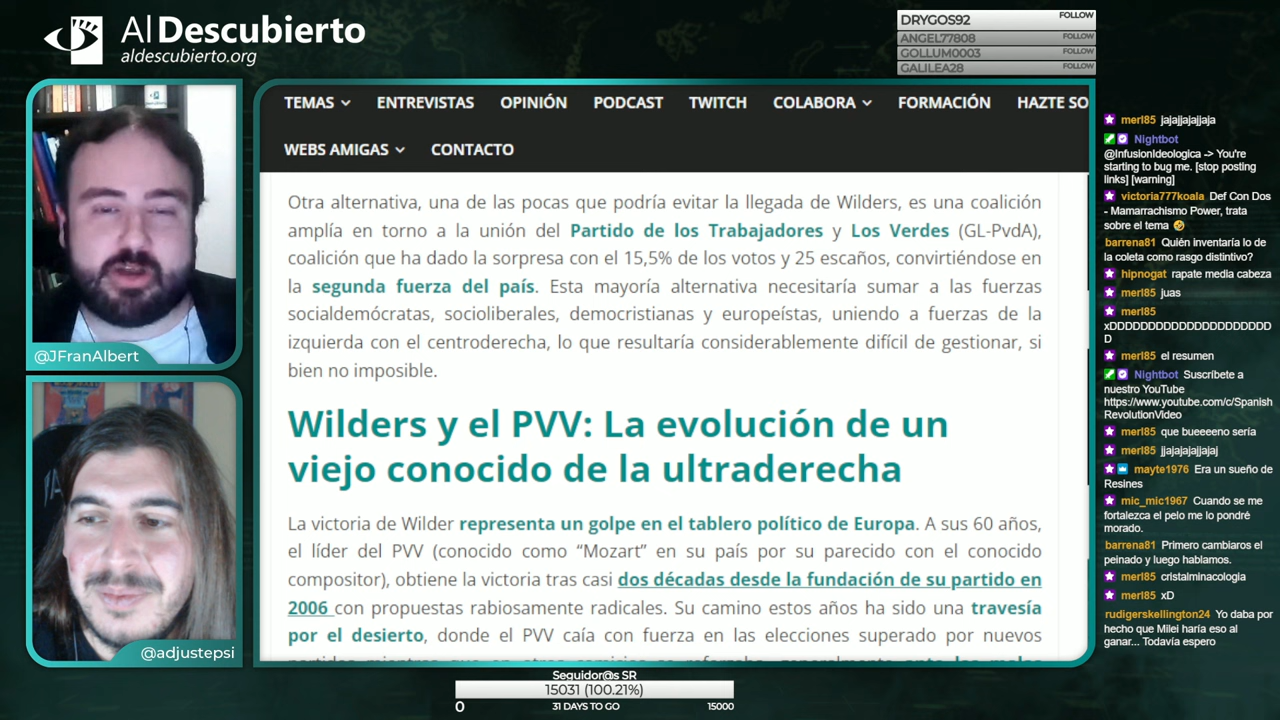 Al Descubierto
aldescubierto.org
DRYGOS92 FOLLOW
ANGEL77808 FOLLOW
GOLLUM0003 FOLLOW
GALILEA28 FOLLOW
TEMAS ENTREVISTAS OPINIÓN PODCAST TWITCH COLABORA FORMACIÓN HAZTE SO
WEBS AMIGAS CONTACTO
Otra alternativa, una de las pocas que podría evitar la llegada de Wilders, es una coalición
amplía en torno a la unión del Partido de los Trabajadores y Los Verdes (GL-PvdA),
coalición que ha dado la sorpresa con el 15,5% de los votos y 25 escaños, convirtiéndose en
la segunda fuerza del país. Esta mayoría alternativa necesitaría sumar a las fuerzas
socialdemócratas, socioliberales, democristianas y europeístas, uniendo a fuerzas de la
izquierda con el centroderecha, lo que resultaría considerablemente difícil de gestionar, si
bien no imposible.
Wilders y el PVV: La evolución de un
viejo conocido de la ultraderecha
La victoria de Wilder representa un golpe en el tablero político de Europa. A sus 60 años,
el líder del PVV (conocido como “Mozart” en su país por su parecido con el conocido
compositor), obtiene la victoria tras casi dos décadas desde la fundación de su partido en
2006 con propuestas rabiosamente radicales. Su camino estos años ha sido una travesía
por el desierto, donde el PVV caía con fuerza en las elecciones superado por nuevos
@JFranAlbert
@adjustepsi
merl85 jajajjajajjaja
Nightbot
@InfusionIdeologica -> You're
starting to bug me. [stop posting
links] [warning]
victoria777koala Def Con Dos
- Mamarrachismo Power, trata
sobre el tema 🤣
barrena81 Quién inventaría lo de
la coleta como rasgo distintivo?
hipnogat rapate media cabeza
merl85 juas
merl85
xDDDDDDDDDDDDDDDDDDDDD
D
merl85 el resumen
Nightbot Suscríbete a
nuestro YouTube
https://www.youtube.com/c/Spanish
RevolutionVideo
merl85 que bueeeeno sería
merl85 jjajajajajjajaj
mayte1976 Era un sueño de
Resines
mic_mic1967 Cuando se me
fortalezca el pelo me lo pondré
morado.
barrena81 Primero cambiaros el
peinado y luego hablamos.
merl85 cristalminacologia
merl85 xD
rudigerskellington24 Yo daba por
hecho que Milei haría eso al
ganar... Todavía espero
Seguidor@s SR
15031 (100.21%)
0 31 DAYS TO GO 15000